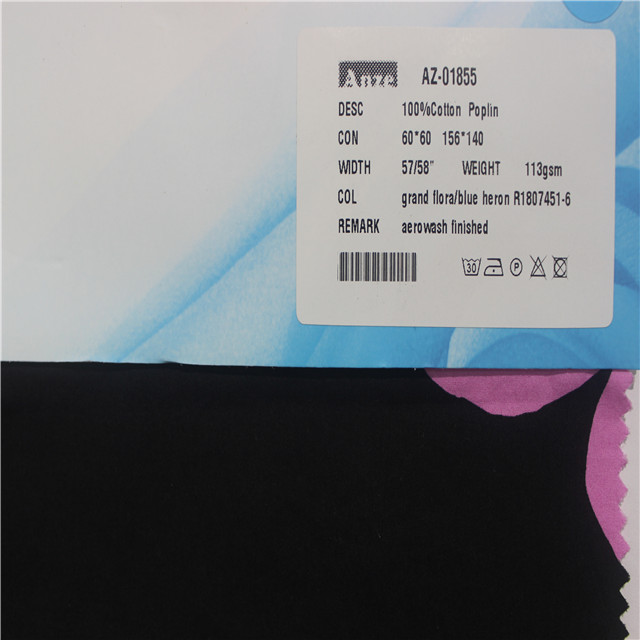 Anze AZ-01855
DESC 100%Cotton Poplin
CON 60*60 156*140
WIDTH 57/58" WEIGHT 113gsm
COL grand flora/blue heron R1807451-6
REMARK aerowash finished
30 P